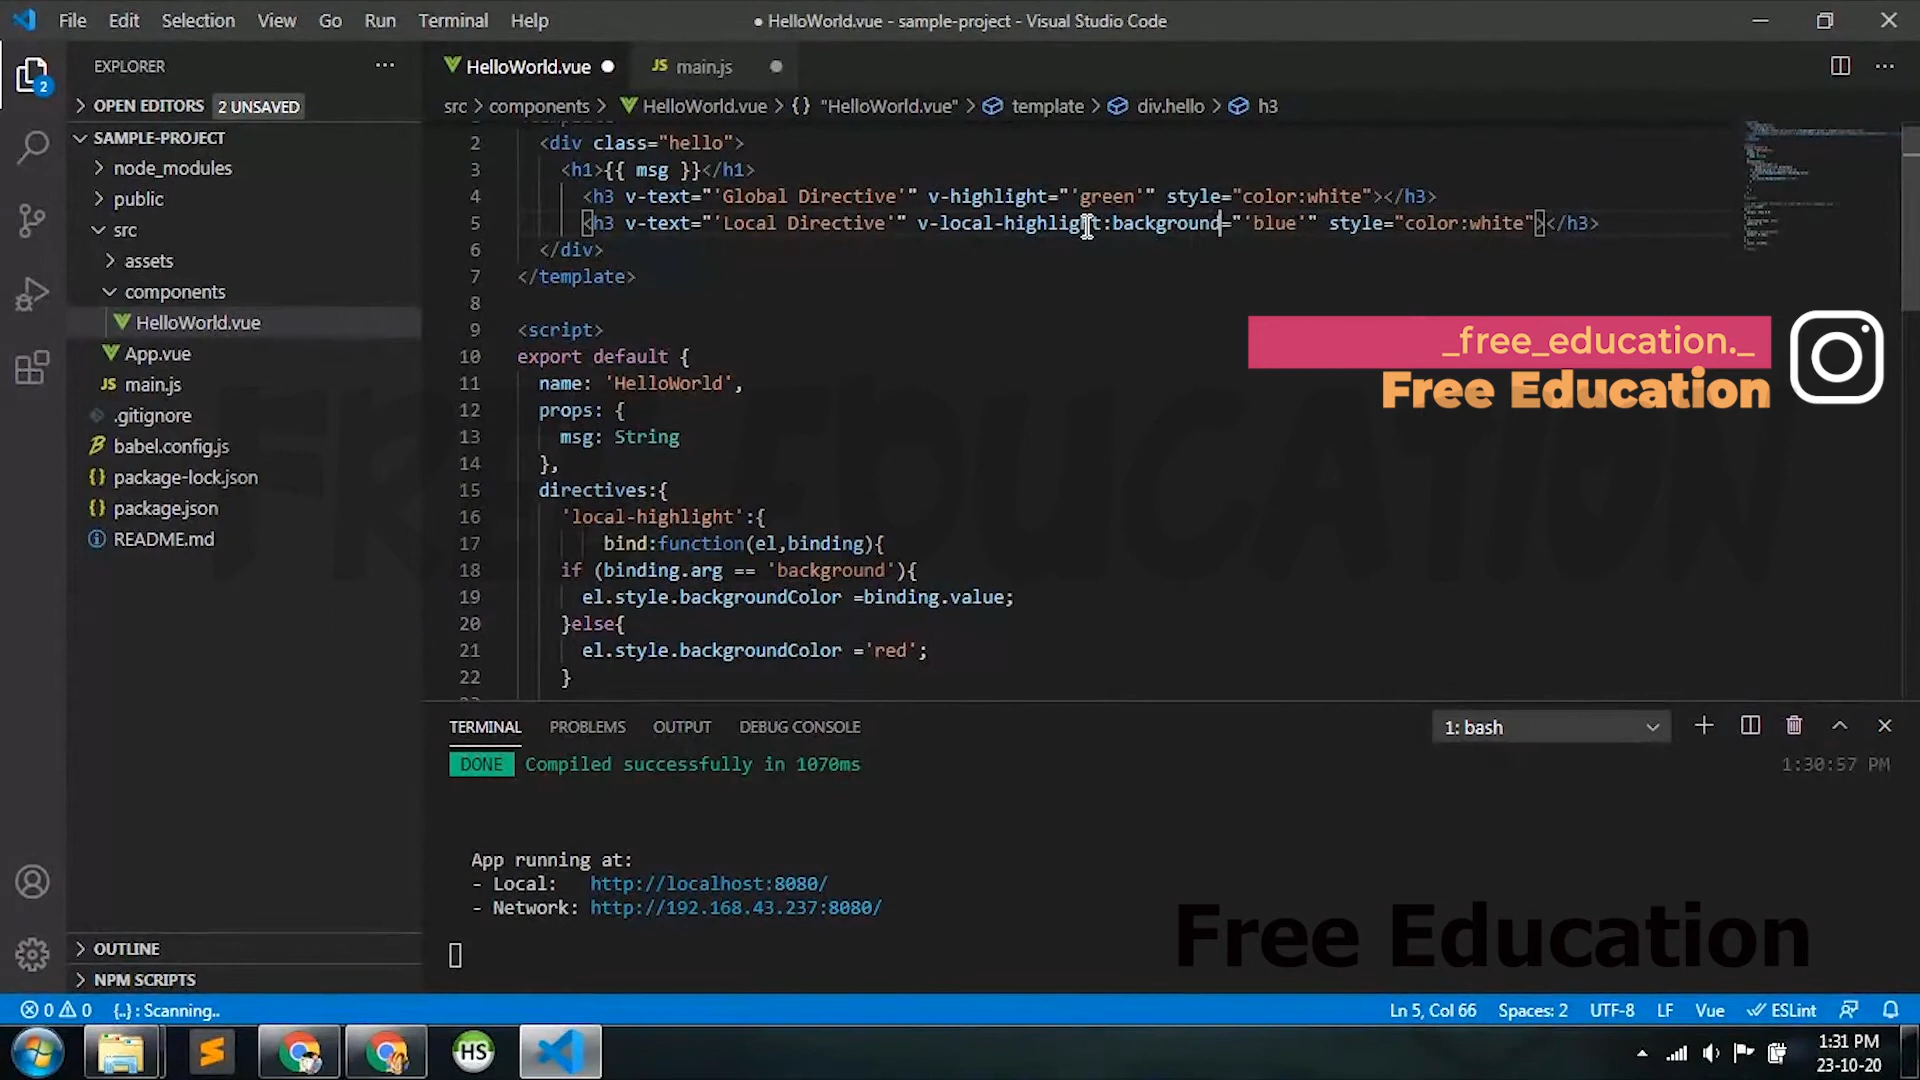 File Edit Selection View Go Run Terminal Help
● HelloWorld.vue - sample-project - Visual Studio Code
2
EXPLORER
OPEN EDITORS 2 UNSAVED
SAMPLE-PROJECT
node_modules
public
src
assets
components
HelloWorld.vue
App.vue
JS main.js
.gitignore
babel.config.js
{} package-lock.json
{} package.json
README.md
OUTLINE
NPM SCRIPTS
HelloWorld.vue ● JS main.js ●
src > components > HelloWorld.vue > {} "HelloWorld.vue" > template > div.hello > h3
2 <div class="hello">
3 <h1>{{ msg }}</h1>
4 <h3 v-text="'Global Directive'" v-highlight="'green'" style="color:white"></h3>
5 <h3 v-text="'Local Directive'" v-local-highlight:background="'blue'" style="color:white"></h3>
6 </div>
7 </template>
8
9 <script>
10 export default {
11 name: 'HelloWorld',
12 props: {
13 msg: String
14 },
15 directives:{
16 'local-highlight':{
17 bind:function(el,binding){
18 if (binding.arg == 'background'){
19 el.style.backgroundColor =binding.value;
20 }else{
21 el.style.backgroundColor ='red';
22 }
_free_education._
Free Education
FREE EDUCATION
TERMINAL PROBLEMS OUTPUT DEBUG CONSOLE
1: bash
DONE Compiled successfully in 1070ms 1:30:57 PM
App running at:
- Local: http://localhost:8080/
- Network: http://192.168.43.237:8080/
Free Education
0 0 {..} : Scanning..
Ln 5, Col 66 Spaces: 2 UTF-8 LF Vue ESLint
HS
1:31 PM
23-10-20